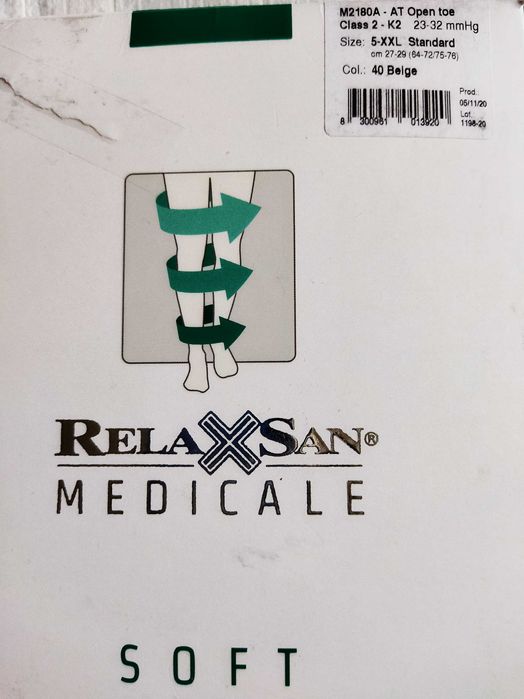 M2180A - AT Open toe
Class 2 - K2 23-32 mmHg
Size: 5-XXL Standard
cm 27-29 (64-72/75-76)
Col.: 40 Beige
Prod.:
05/11/20
Lot.
1198-20
8 300961 013920
RELAXSAN®
MEDICALE
SOFT